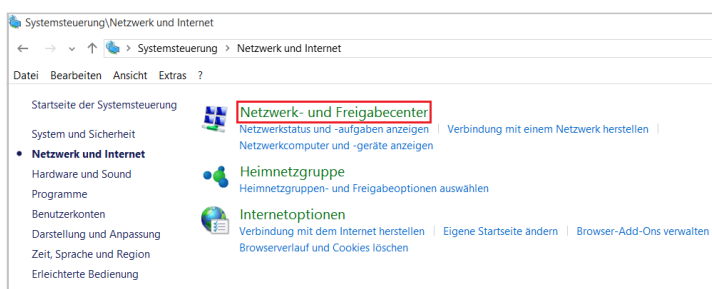 Systemsteuerung\Netzwerk und Internet
Systemsteuerung > Netzwerk und Internet
Datei Bearbeiten Ansicht Extras ?
Startseite der Systemsteuerung
System und Sicherheit
Netzwerk und Internet
Hardware und Sound
Programme
Benutzerkonten
Darstellung und Anpassung
Zeit, Sprache und Region
Erleichterte Bedienung
Netzwerk- und Freigabecenter
Netzwerkstatus und -aufgaben anzeigen | Verbindung mit einem Netzwerk herstellen |
Netzwerkcomputer und -geräte anzeigen
Heimnetzgruppe
Heimnetzgruppen- und Freigabeoptionen auswählen
Internetoptionen
Verbindung mit dem Internet herstellen | Eigene Startseite ändern | Browser-Add-Ons verwalten
Browserverlauf und Cookies löschen